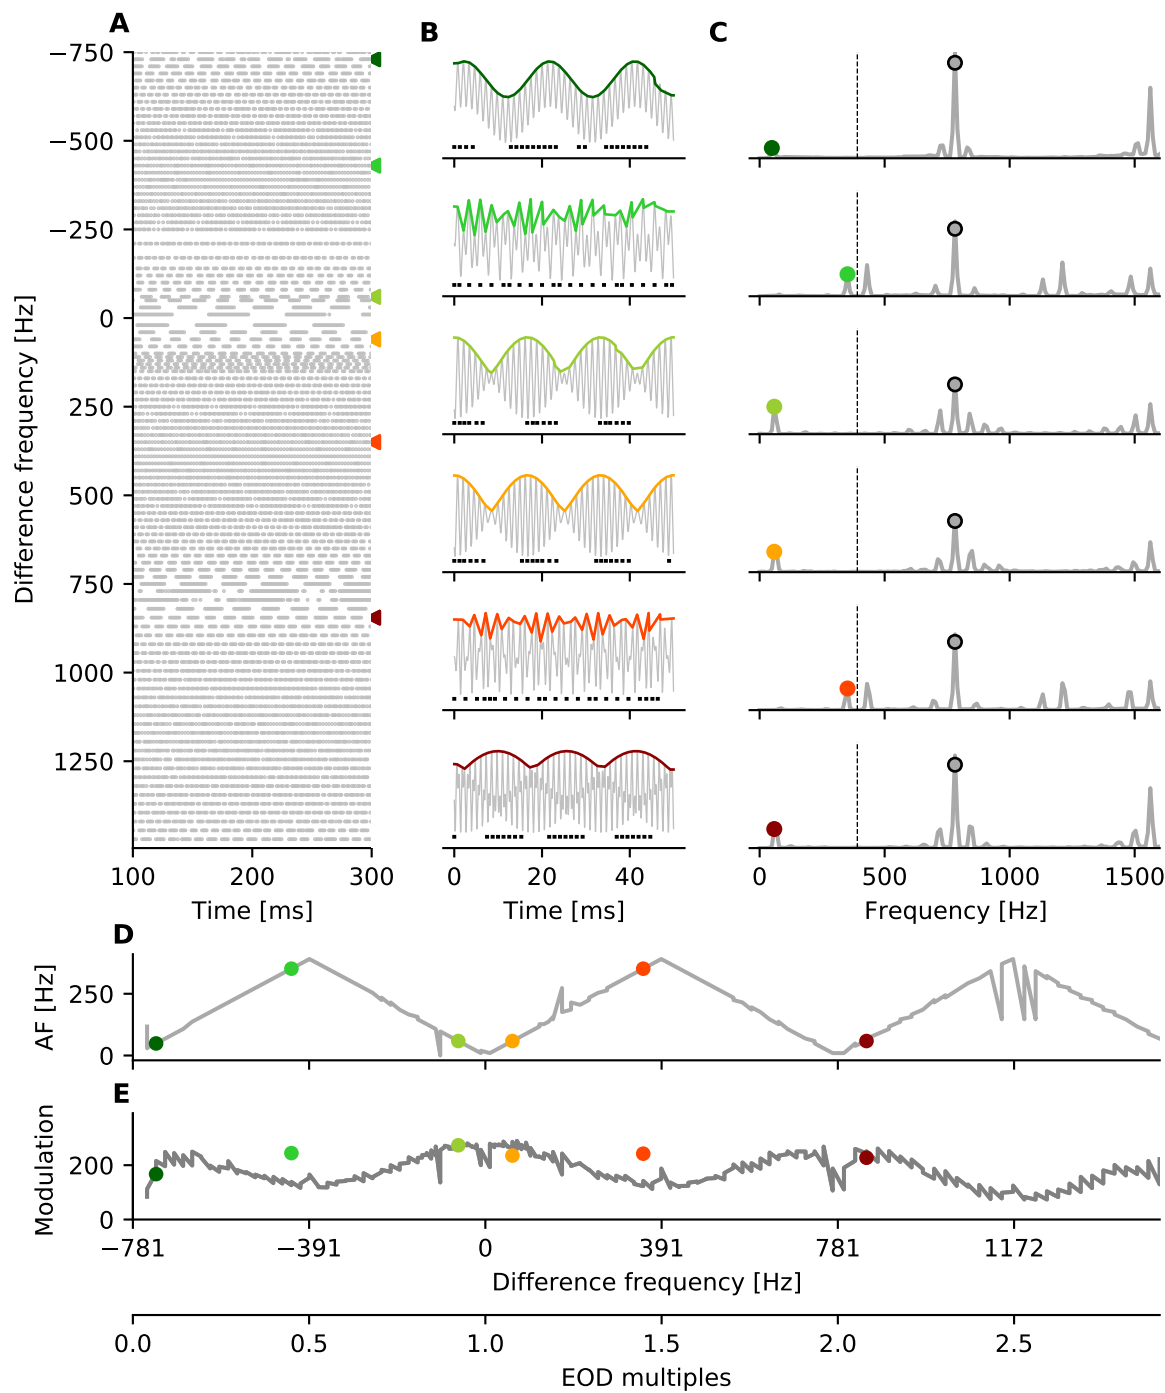 A
B
C
−750
−500
−250
0
250
500
750
1000
1250
Difference frequency [Hz]
100 200 300
Time [ms]
0 20 40
Time [ms]
0 500 1000 1500
Frequency [Hz]
D
AF [Hz]
250
0
E
Modulation
200
0
−781 −391 0 391 781 1172
Difference frequency [Hz]
0.0 0.5 1.0 1.5 2.0 2.5
EOD multiples